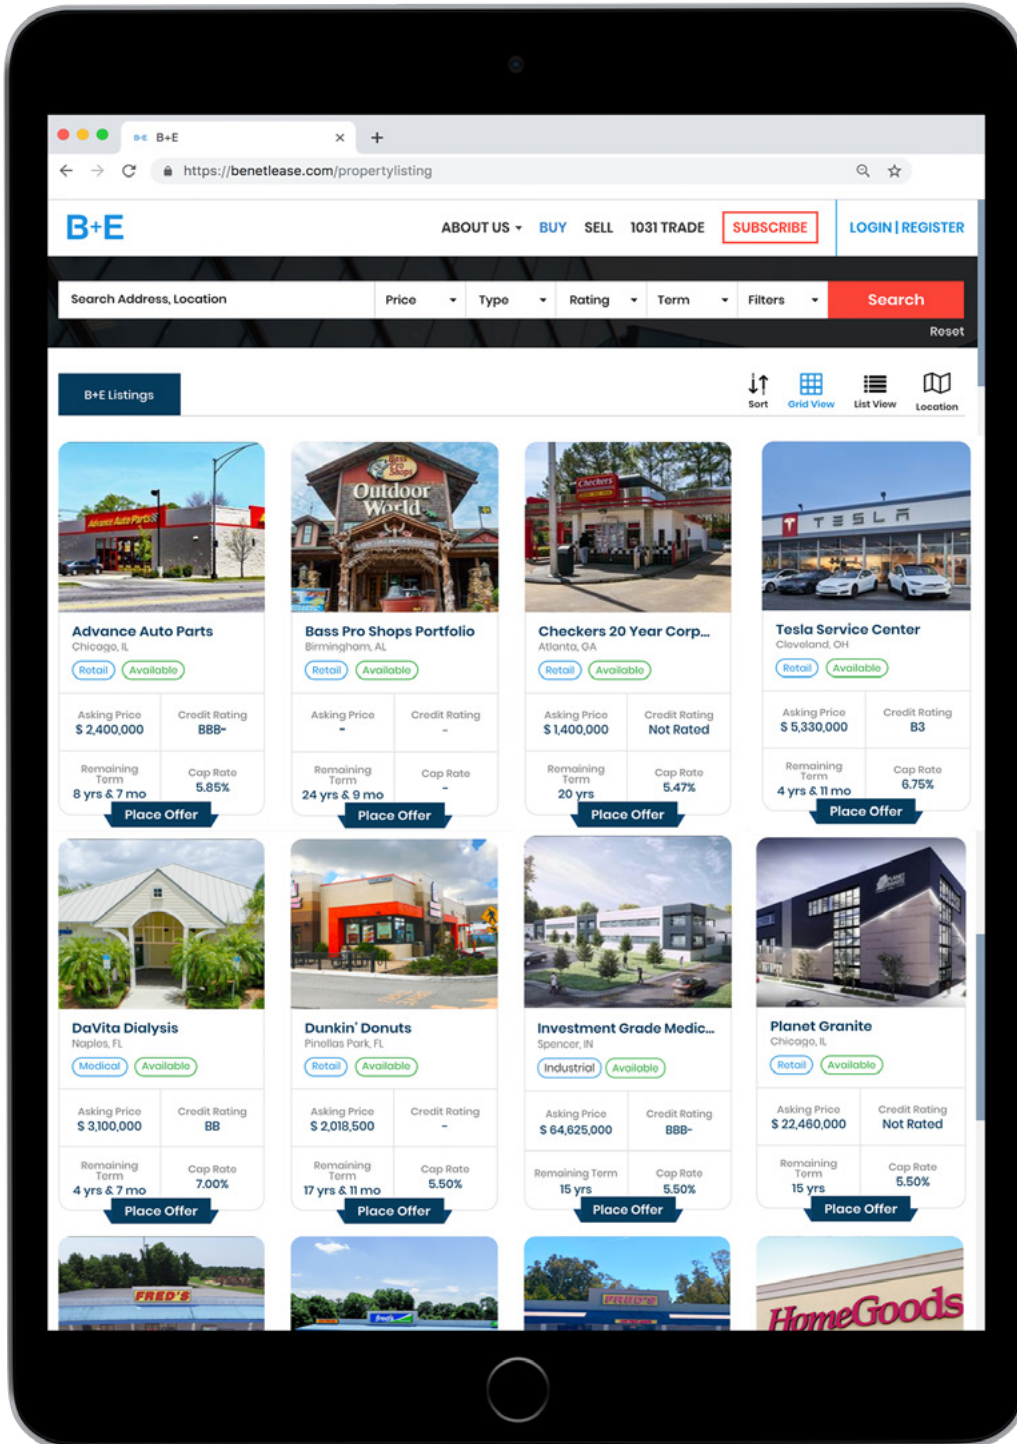 B+E B+E
https://benetlease.com/propertylisting
B+E ABOUT US BUY SELL 1031 TRADE SUBSCRIBE LOGIN | REGISTER
Search Address, Location Price Type Rating Term Filters Search
Reset
B+E Listings Sort Grid View List View Location
Advance Auto Parts
Bass Pro Shops
Outdoor World
Checkers
TESLA
Advance Auto Parts
Chicago, IL
Retail Available
Asking Price Credit Rating
$ 2,400,000 BBB-
Remaining Term Cap Rate
8 yrs & 7 mo 5.85%
Place Offer
Bass Pro Shops Portfolio
Birmingham, AL
Retail Available
Asking Price Credit Rating
- -
Remaining Term Cap Rate
24 yrs & 9 mo -
Place Offer
Checkers 20 Year Corp...
Atlanta, GA
Retail Available
Asking Price Credit Rating
$ 1,400,000 Not Rated
Remaining Term Cap Rate
20 yrs 5.47%
Place Offer
Tesla Service Center
Cleveland, OH
Retail Available
Asking Price Credit Rating
$ 5,330,000 B3
Remaining Term Cap Rate
4 yrs & 11 mo 6.75%
Place Offer
PLANET GRANITE
DaVita Dialysis
Naples, FL
Medical Available
Asking Price Credit Rating
$ 3,100,000 BB
Remaining Term Cap Rate
4 yrs & 7 mo 7.00%
Place Offer
Dunkin' Donuts
Pinellas Park, FL
Retail Available
Asking Price Credit Rating
$ 2,018,500 -
Remaining Term Cap Rate
17 yrs & 11 mo 5.50%
Place Offer
Investment Grade Medic...
Spencer, IN
Industrial Available
Asking Price Credit Rating
$ 64,625,000 BBB-
Remaining Term Cap Rate
15 yrs 5.50%
Place Offer
Planet Granite
Chicago, IL
Retail Available
Asking Price Credit Rating
$ 22,460,000 Not Rated
Remaining Term Cap Rate
15 yrs 5.50%
Place Offer
FRED'S
fred's
FRED'S
HomeGoods